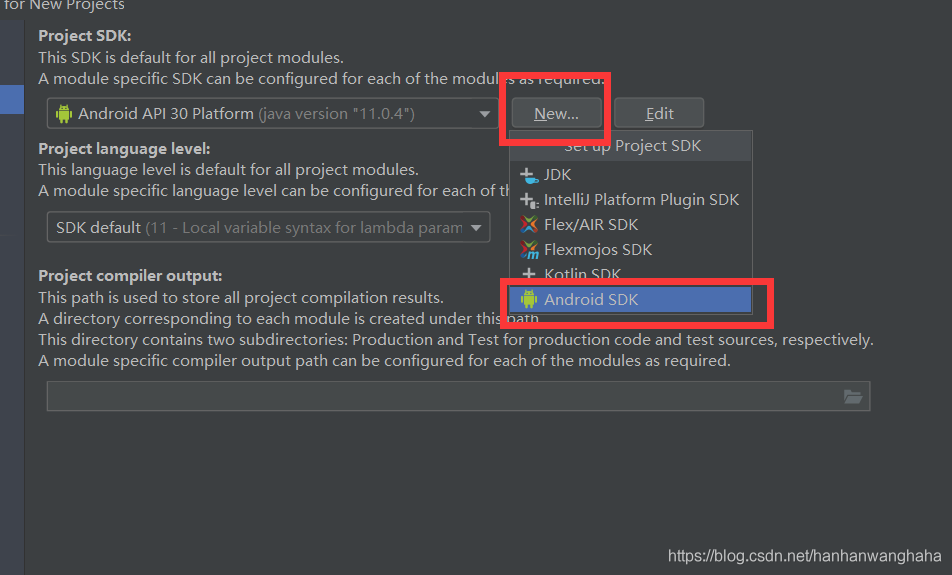 for New Projects
Project SDK:
This SDK is default for all project modules.
A module specific SDK can be configured for each of the modules as required.
Android API 30 Platform (java version "11.0.4")
New...
Edit
Set up Project SDK
JDK
IntelliJ Platform Plugin SDK
Flex/AIR SDK
Flexmojos SDK
Kotlin SDK
Android SDK
Project language level:
This language level is default for all project modules.
A module specific language level can be configured for each of th
SDK default (11 - Local variable syntax for lambda param
Project compiler output:
This path is used to store all project compilation results.
A directory corresponding to each module is created under this path.
This directory contains two subdirectories: Production and Test for production code and test sources, respectively.
A module specific compiler output path can be configured for each of the modules as required.
https://blog.csdn.net/hanhanwanghaha